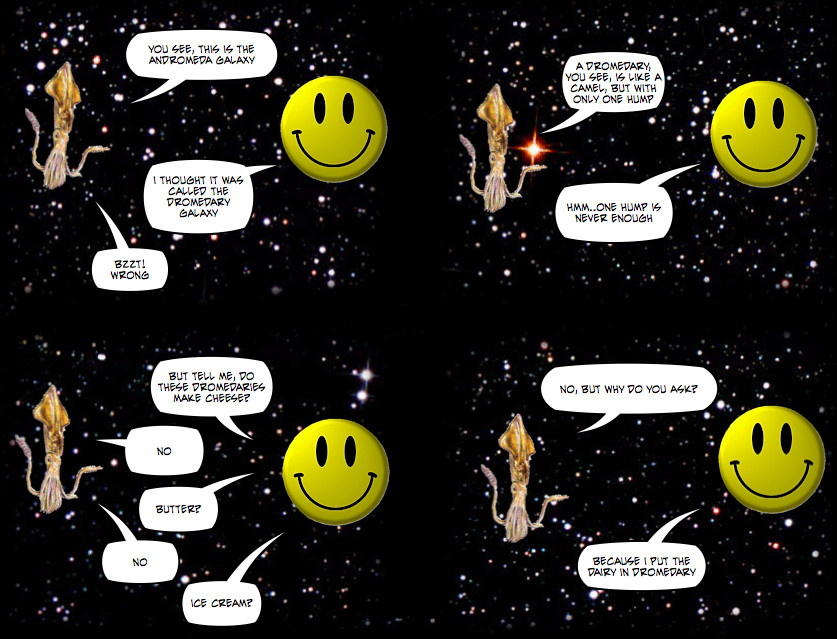 YOU SEE, THIS IS THE
ANDROMEDA GALAXY
I THOUGHT IT WAS
CALLED THE
DROMEDARY
GALAXY
BZZT!
WRONG
A DROMEDARY,
YOU SEE, IS LIKE A
CAMEL, BUT WITH
ONLY ONE HUMP
HMM...ONE HUMP IS
NEVER ENOUGH
BUT TELL ME, DO
THESE DROMEDARIES
MAKE CHEESE?
NO
BUTTER?
NO
ICE CREAM?
NO, BUT WHY DO YOU ASK?
BECAUSE I PUT THE
DAIRY IN DROMEDARY